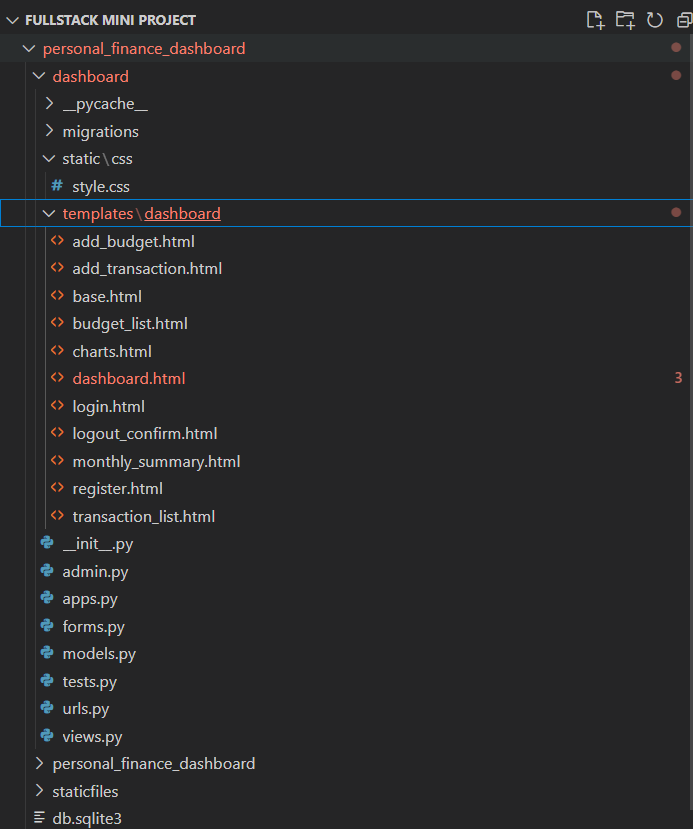 FULLSTACK MINI PROJECT
personal_finance_dashboard
dashboard
__pycache__
migrations
static\css
# style.css
templates\dashboard
<> add_budget.html
<> add_transaction.html
<> base.html
<> budget_list.html
<> charts.html
<> dashboard.html 3
<> login.html
<> logout_confirm.html
<> monthly_summary.html
<> register.html
<> transaction_list.html
__init__.py
admin.py
apps.py
forms.py
models.py
tests.py
urls.py
views.py
personal_finance_dashboard
staticfiles
db.sqlite3